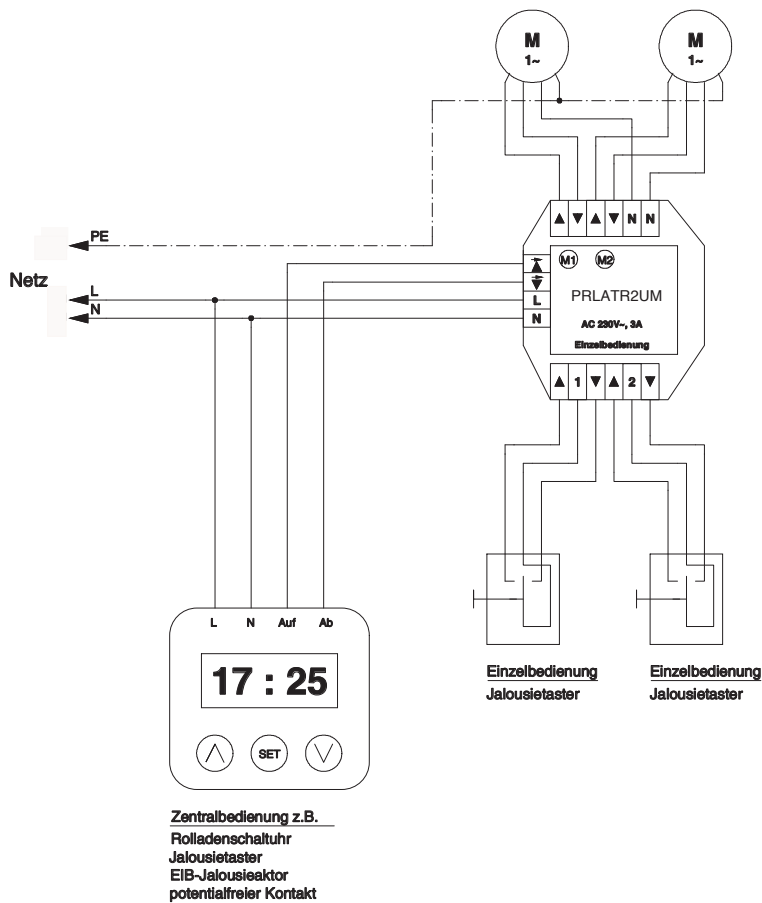 M M
1~ 1~
▲ ▼ ▲ ▼ N N
PE
M1 M2
Netz
L
L
PRLATR2UM
N
N
AC 230V~, 3A
Einzelbedienung
▲ 1 ▼ ▲ 2 ▼
L N Auf Ab
17 : 25
SET
Einzelbedienung Einzelbedienung
Jalousietaster Jalousietaster
Zentralbedienung z.B.
Rolladenschaltuhr
Jalousietaster
EIB-Jalousieaktor
potentialfreier Kontakt